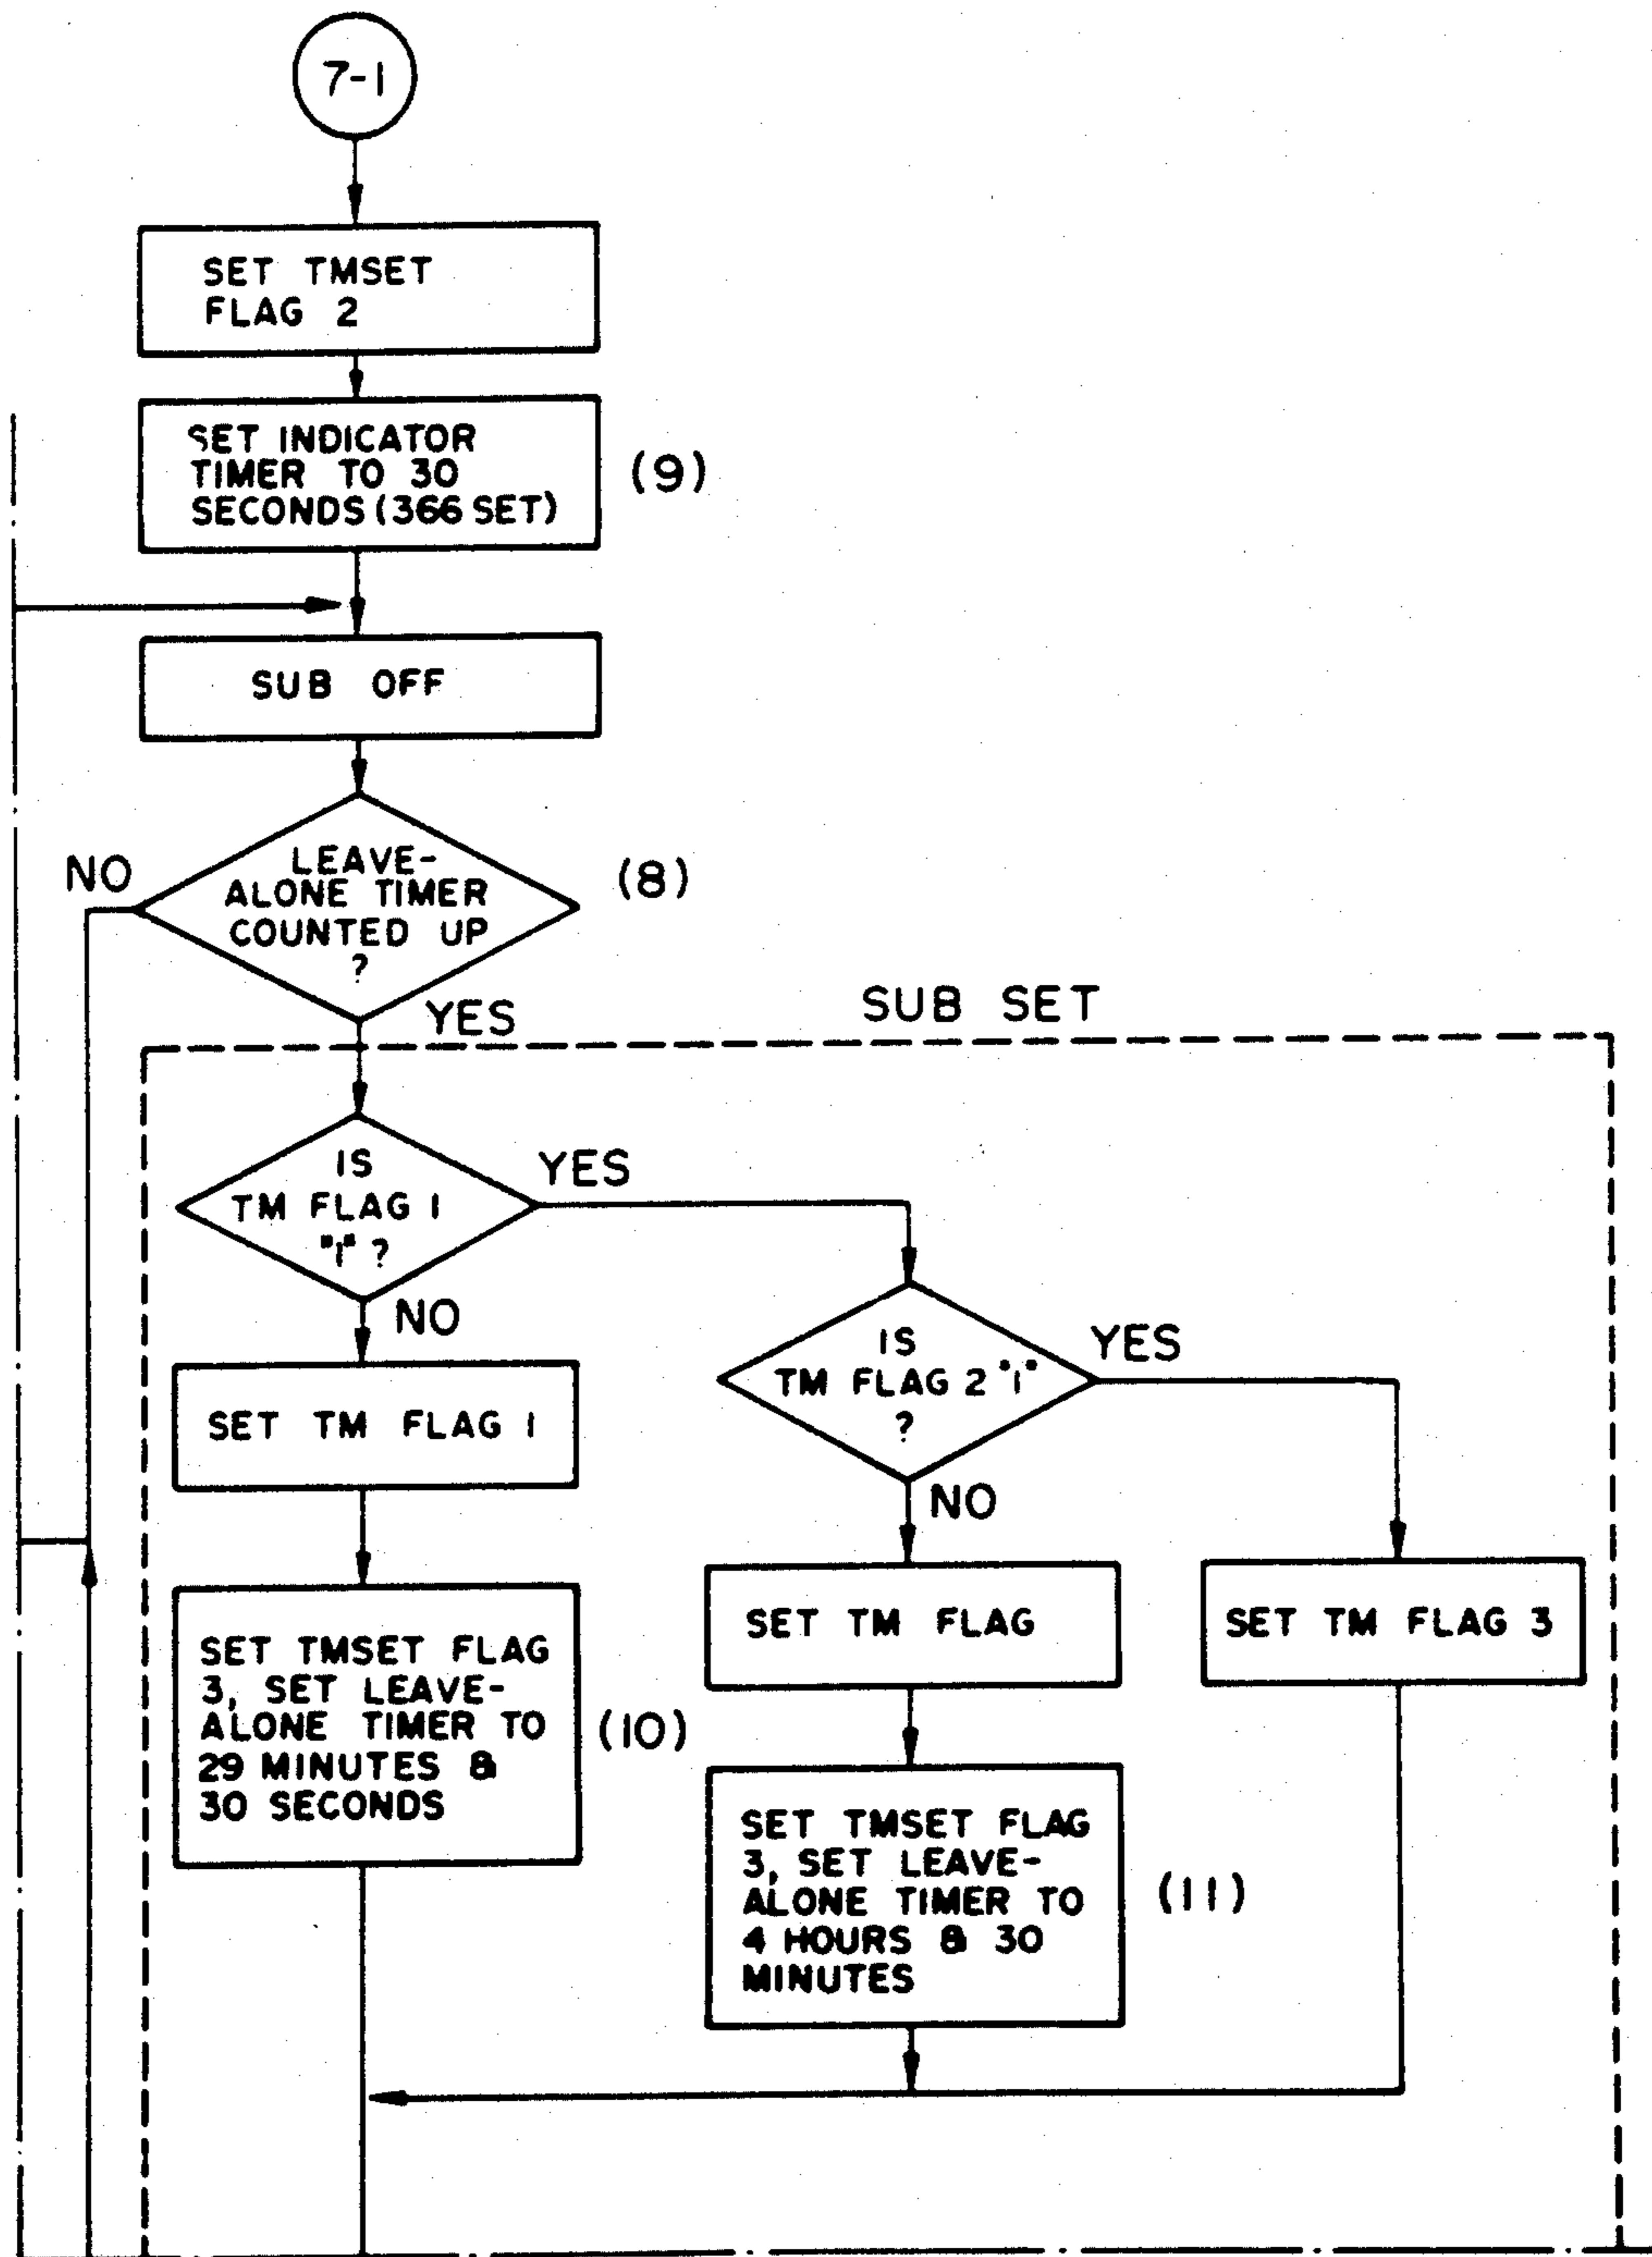 7-1
SET TMSET
FLAG 2
SET INDICATOR
TIMER TO 30
SECONDS (366 SET)
(9)
SUB OFF
NO
LEAVE-
ALONE TIMER
COUNTED UP
?
(8)
YES
SUB SET
IS
TM FLAG 1
"1" ?
YES
NO
IS
TM FLAG 2 "1"
?
YES
NO
SET TM FLAG 1
SET TM FLAG
SET TM FLAG 3
SET TMSET FLAG
3, SET LEAVE-
ALONE TIMER TO
29 MINUTES &
30 SECONDS
(10)
SET TMSET FLAG
3, SET LEAVE-
ALONE TIMER TO
4 HOURS & 30
MINUTES
(11)